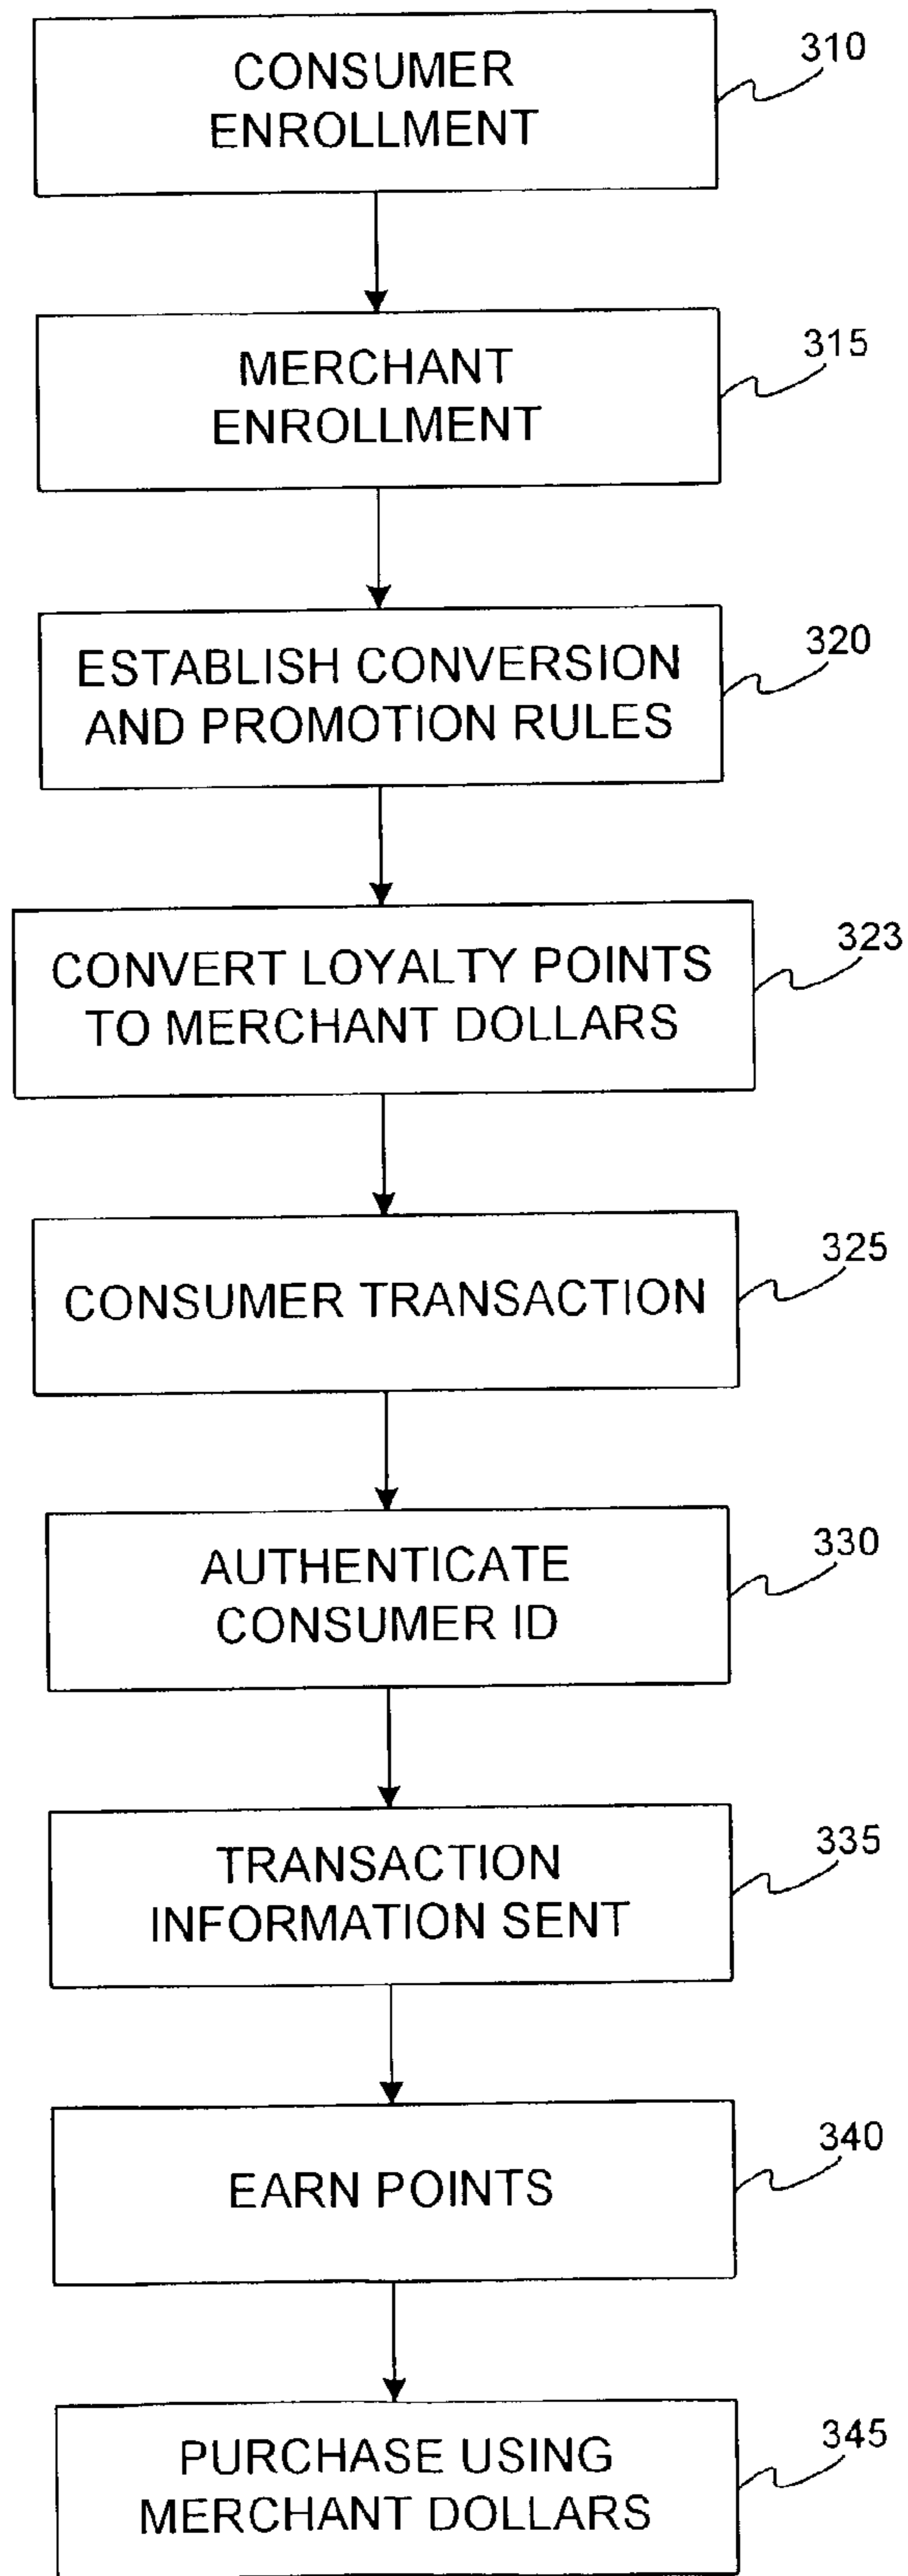 310
CONSUMER
ENROLLMENT
315
MERCHANT
ENROLLMENT
320
ESTABLISH CONVERSION
AND PROMOTION RULES
323
CONVERT LOYALTY POINTS
TO MERCHANT DOLLARS
325
CONSUMER TRANSACTION
330
AUTHENTICATE
CONSUMER ID
335
TRANSACTION
INFORMATION SENT
340
EARN POINTS
345
PURCHASE USING
MERCHANT DOLLARS